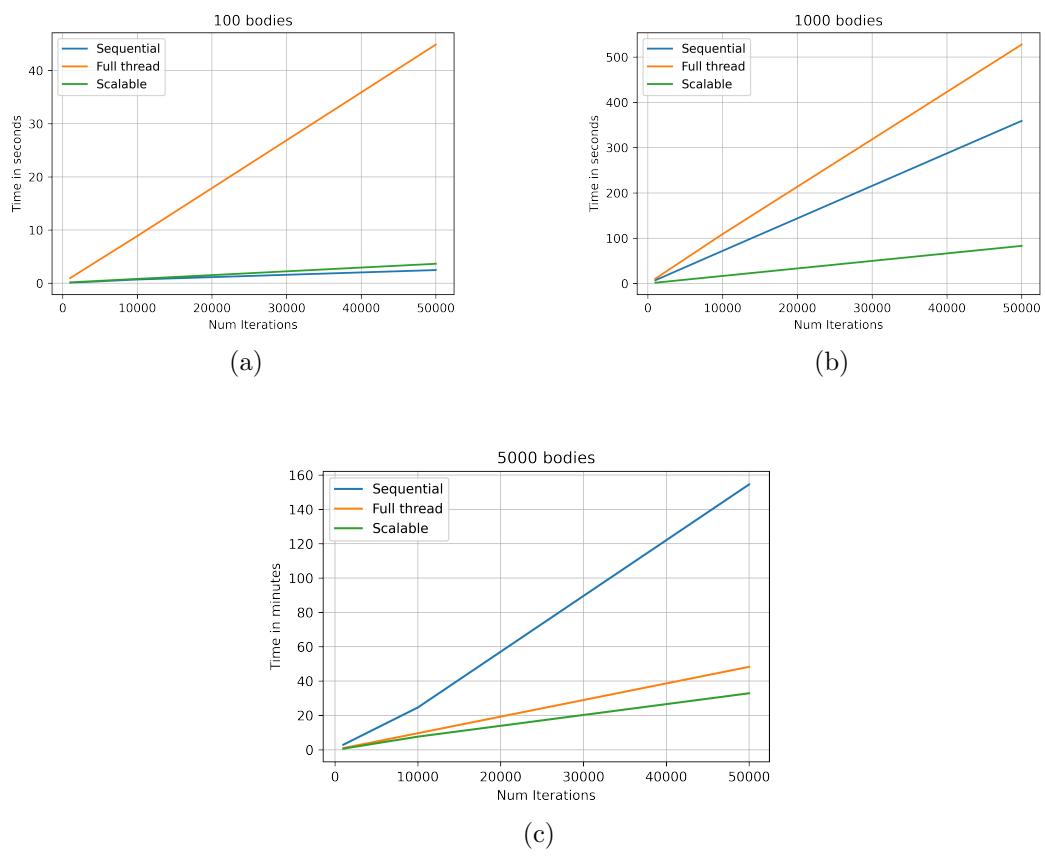 100 bodies
Sequential
Full thread
Scalable
40
30
20
10
0
Time in seconds
0 10000 20000 30000 40000 50000
Num Iterations
(a)
1000 bodies
Sequential
Full thread
Scalable
500
400
300
200
100
0
Time in seconds
0 10000 20000 30000 40000 50000
Num Iterations
(b)
5000 bodies
Sequential
Full thread
Scalable
160
140
120
100
80
60
40
20
0
Time in minutes
0 10000 20000 30000 40000 50000
Num Iterations
(c)